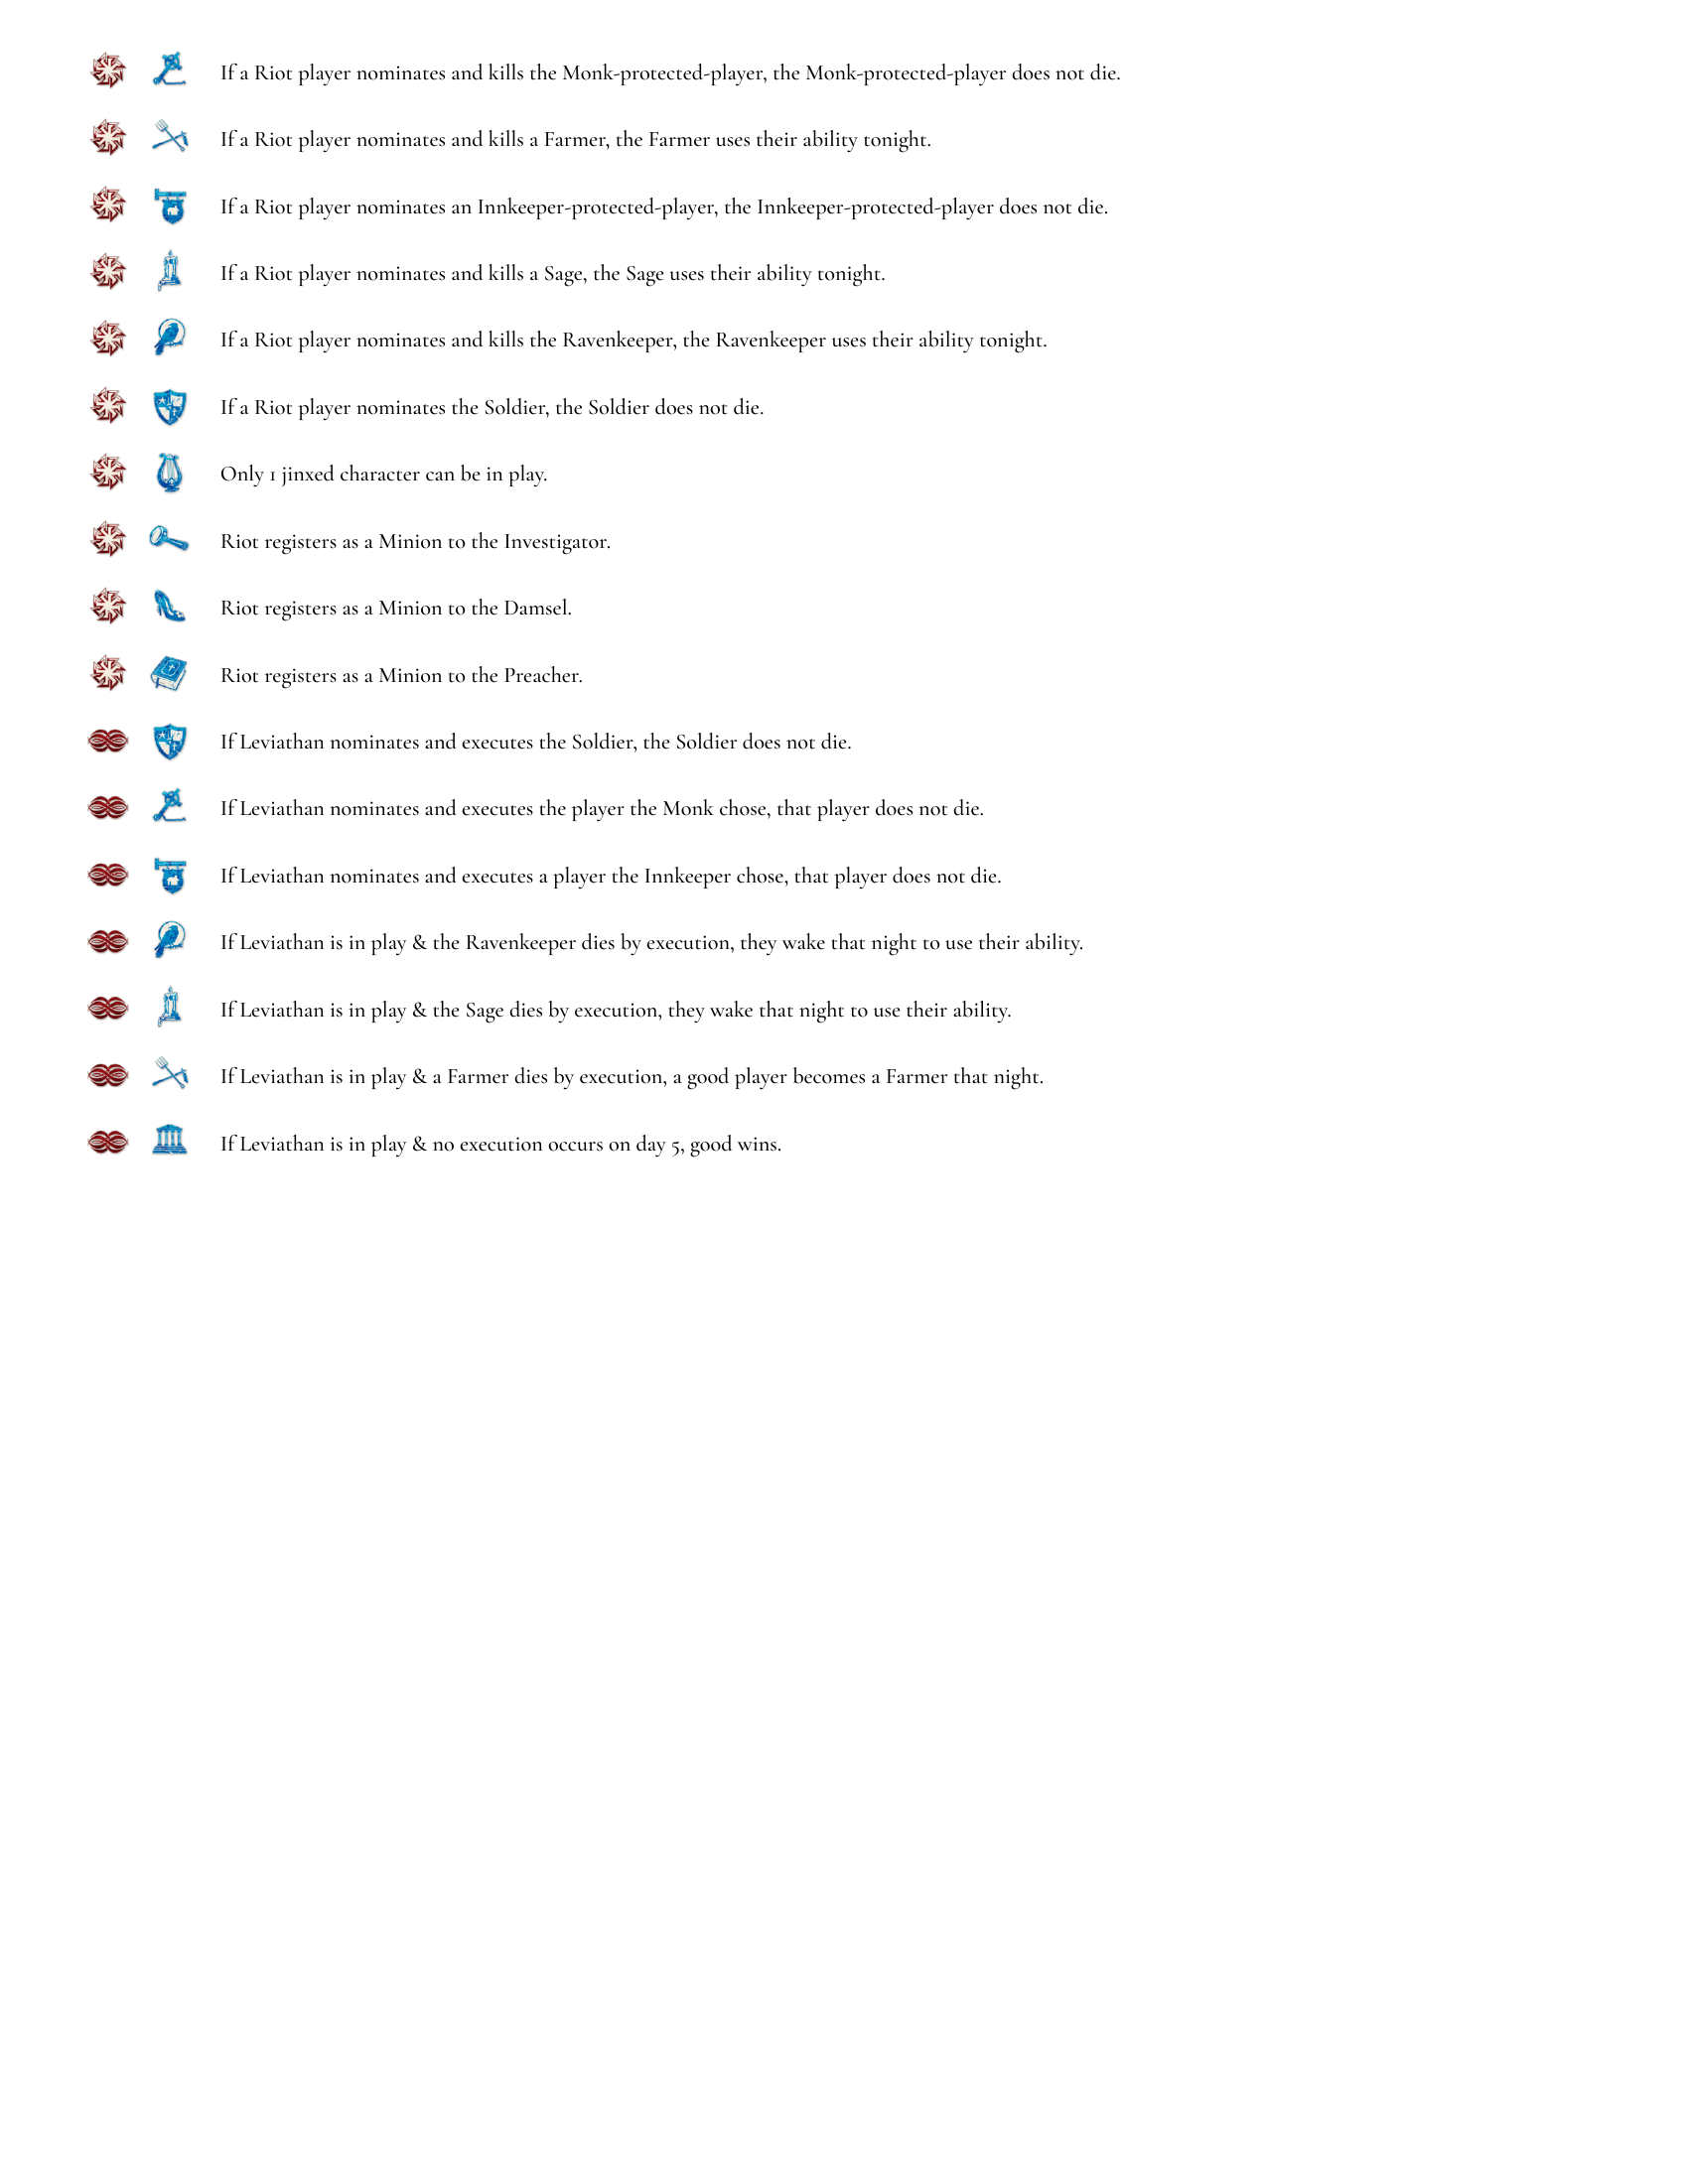 If a Riot player nominates and kills the Monk-protected-player, the Monk-protected-player does not die.
If a Riot player nominates and kills a Farmer, the Farmer uses their ability tonight.
If a Riot player nominates an Innkeeper-protected-player, the Innkeeper-protected-player does not die.
If a Riot player nominates and kills a Sage, the Sage uses their ability tonight.
If a Riot player nominates and kills the Ravenkeeper, the Ravenkeeper uses their ability tonight.
If a Riot player nominates the Soldier, the Soldier does not die.
Only 1 jinxed character can be in play.
Riot registers as a Minion to the Investigator.
Riot registers as a Minion to the Damsel.
Riot registers as a Minion to the Preacher.
If Leviathan nominates and executes the Soldier, the Soldier does not die.
If Leviathan nominates and executes the player the Monk chose, that player does not die.
If Leviathan nominates and executes a player the Innkeeper chose, that player does not die.
If Leviathan is in play & the Ravenkeeper dies by execution, they wake that night to use their ability.
If Leviathan is in play & the Sage dies by execution, they wake that night to use their ability.
If Leviathan is in play & a Farmer dies by execution, a good player becomes a Farmer that night.
If Leviathan is in play & no execution occurs on day 5, good wins.